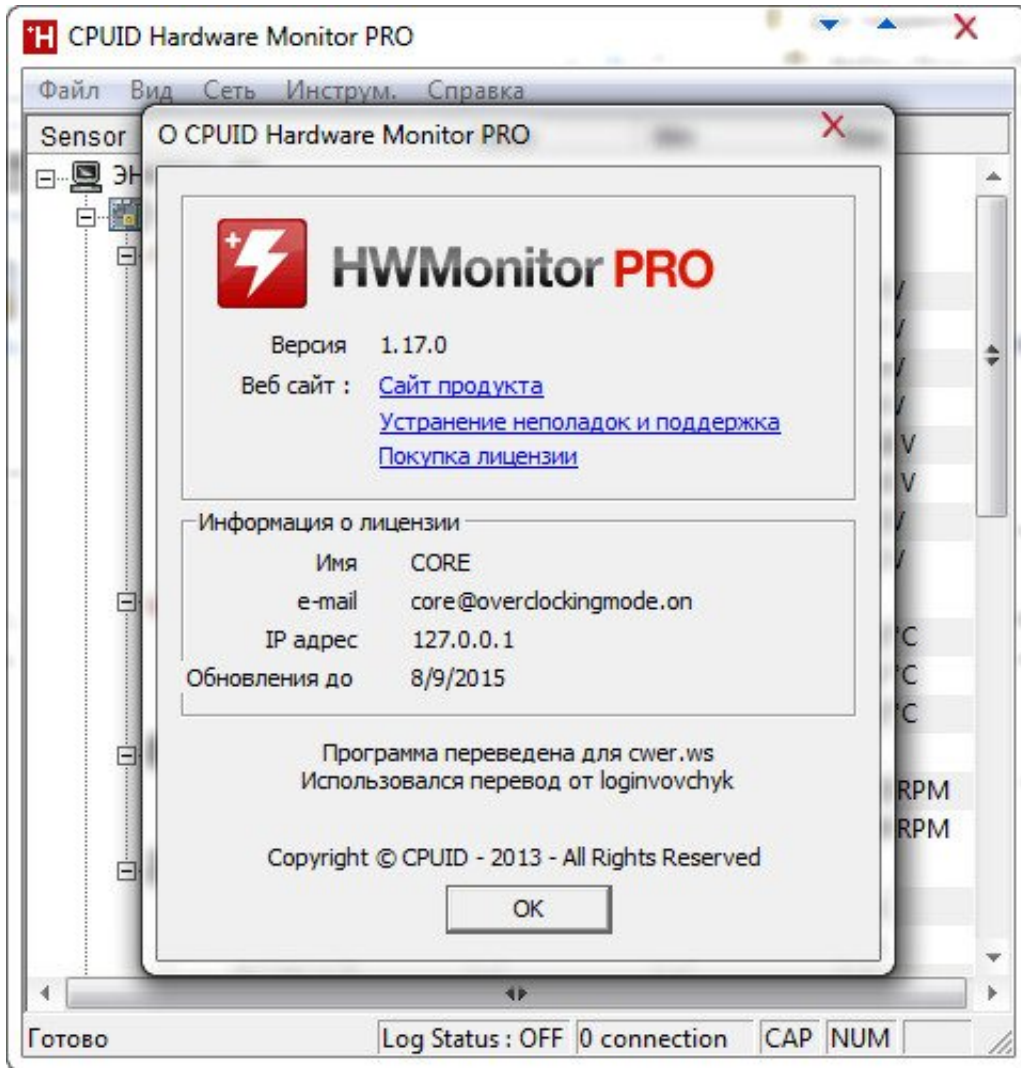 CPUID Hardware Monitor PRO
Файл Вид Сеть Инструм. Справка
Sensor
О CPUID Hardware Monitor PRO
HWMonitor PRO
Версия 1.17.0
Веб сайт : Сайт продукта
Устранение неполадок и поддержка
Покупка лицензии
Информация о лицензии
Имя CORE
e-mail core@overclockingmode.on
IP адрес 127.0.0.1
Обновления до 8/9/2015
Программа переведена для cwer.ws
Использовался перевод от loginvovchyk
Copyright © CPUID - 2013 - All Rights Reserved
OK
V
V
°C
°C
°C
RPM
RPM
Готово Log Status : OFF 0 connection CAP NUM